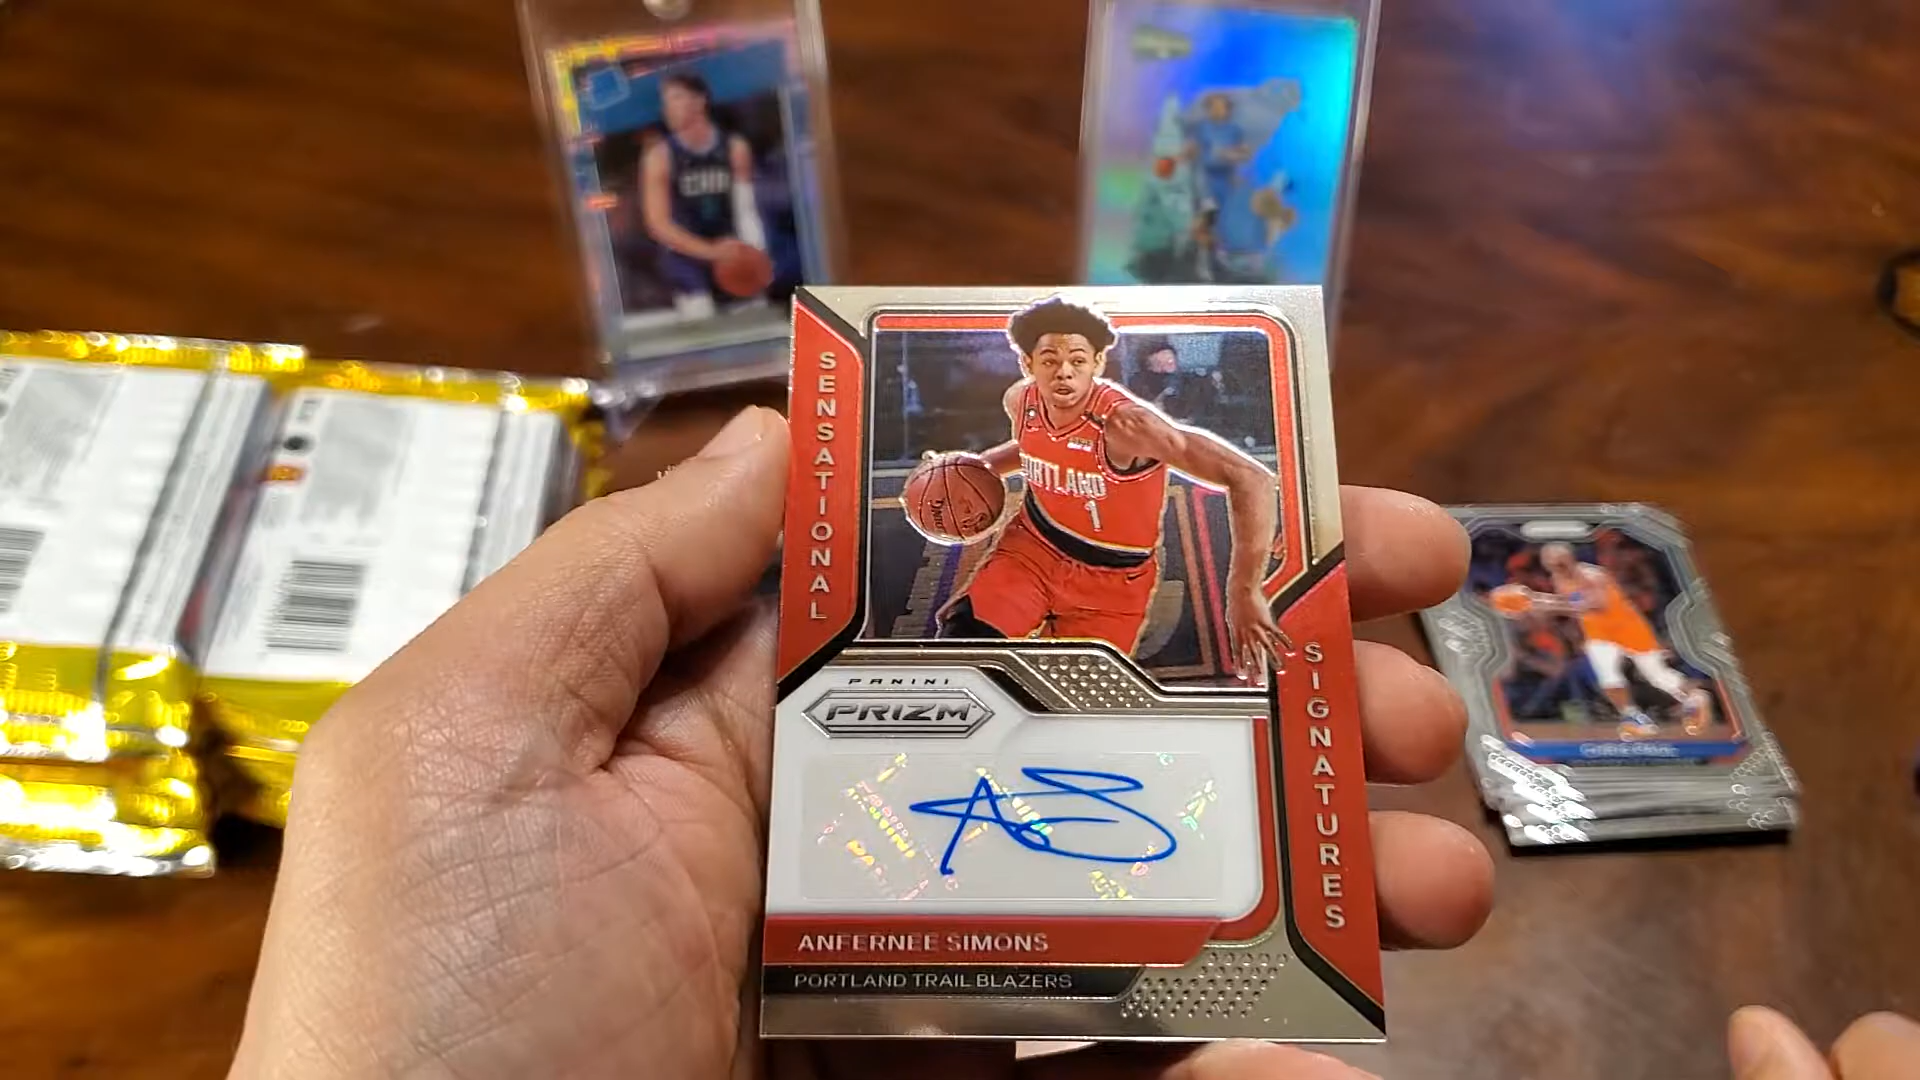 SENSATIONAL
PORTLAND
1
SIGNATURES
PANINI
PRIZM
ANFERNEE SIMONS
PORTLAND TRAIL BLAZERS